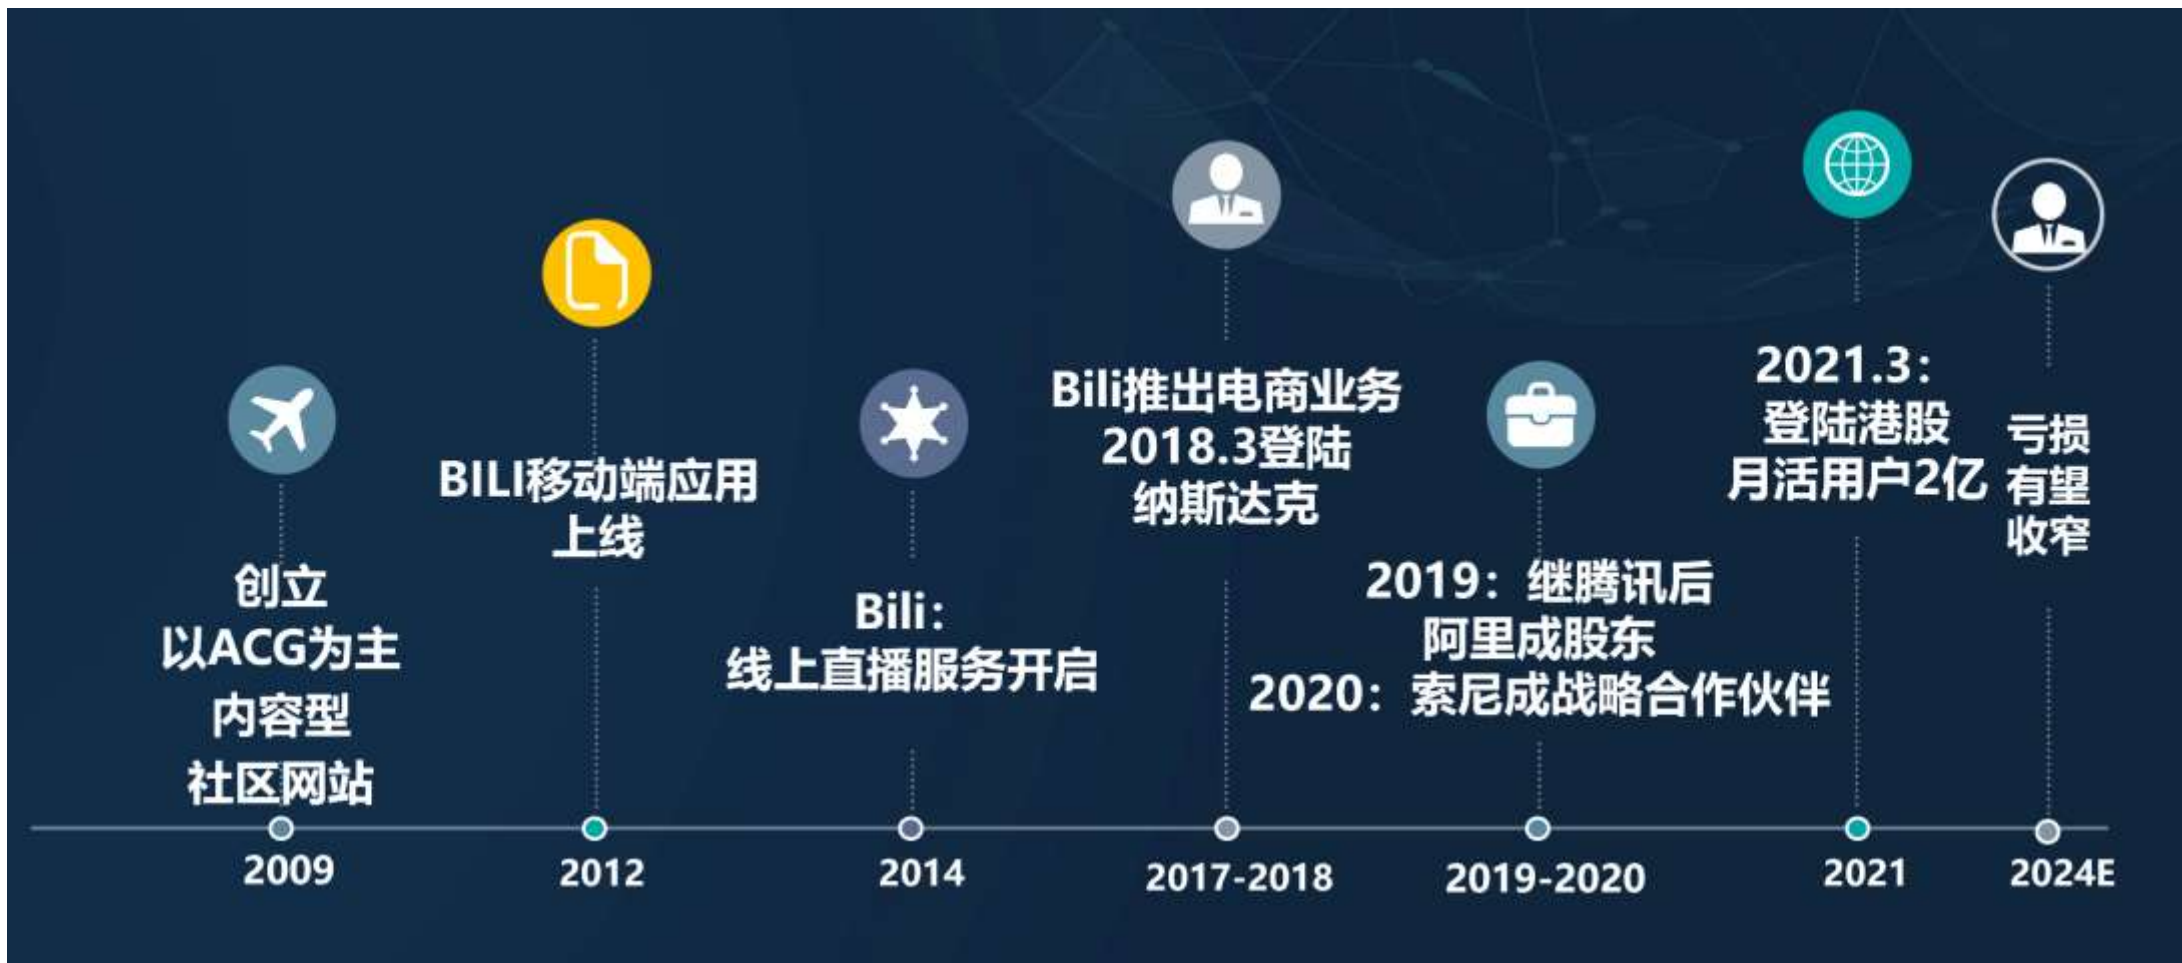 创立
以ACG为主
内容型
社区网站
2009
BILI移动端应用
上线
2012
Bili：
线上直播服务开启
2014
Bili推出电商业务
2018.3登陆
纳斯达克
2017-2018
2019：继腾讯后
阿里成股东
2020：索尼成战略合作伙伴
2019-2020
2021.3：
登陆港股
月活用户2亿
2021
亏损
有望
收窄
2024E